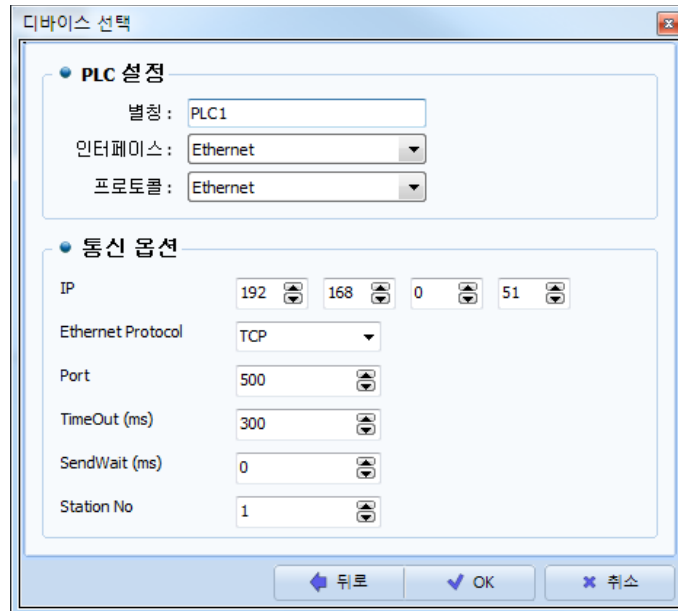 디바이스 선택
PLC 설정
별칭 : PLC1
인터페이스 : Ethernet
프로토콜 : Ethernet
통신 옵션
IP 192 168 0 51
Ethernet Protocol TCP
Port 500
TimeOut (ms) 300
SendWait (ms) 0
Station No 1
뒤로 OK 취소